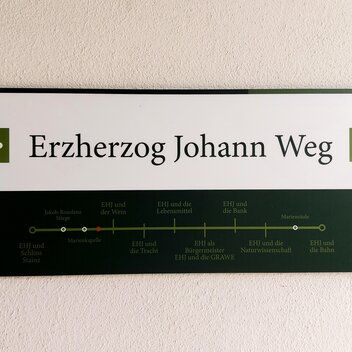 Erzherzog Johann Weg
Jakob Rosolenz
Stiege
EHJ und
der Wein
EHJ und die
Lebensmittel
EHJ und
die Bank
Mariensäule
EHJ und
Schloss
Stainz
Marienkapelle
EHJ und
die Tracht
EHJ als
Bürgermeister
EHJ und die GRAWE
EHJ und die
Naturwissenschaft
EHJ und
die Bahn